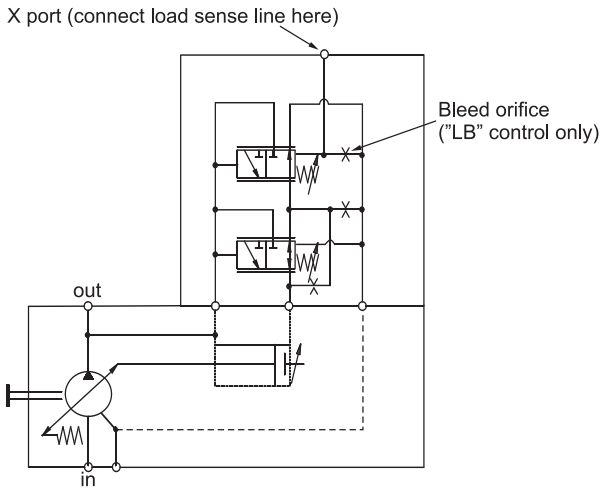 X port (connect load sense line here)
Bleed orifice
("LB" control only)
out
in